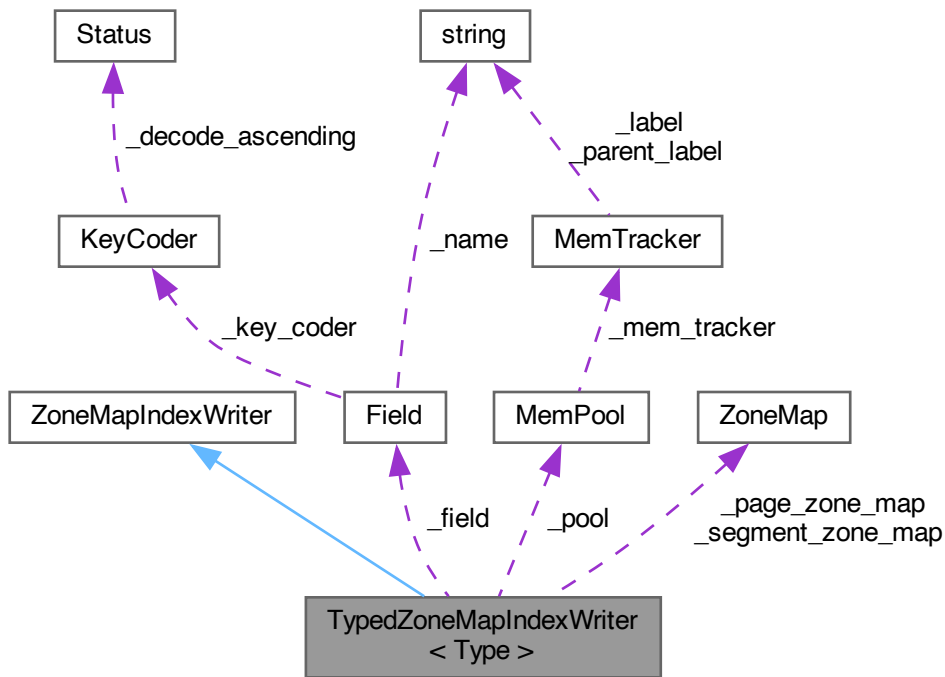 Status
string
_decode_ascending
_label
_parent_label
KeyCoder
_name
MemTracker
_key_coder
_mem_tracker
ZoneMapIndexWriter
Field
MemPool
ZoneMap
_field
_pool
_page_zone_map
_segment_zone_map
TypedZoneMapIndexWriter
< Type >